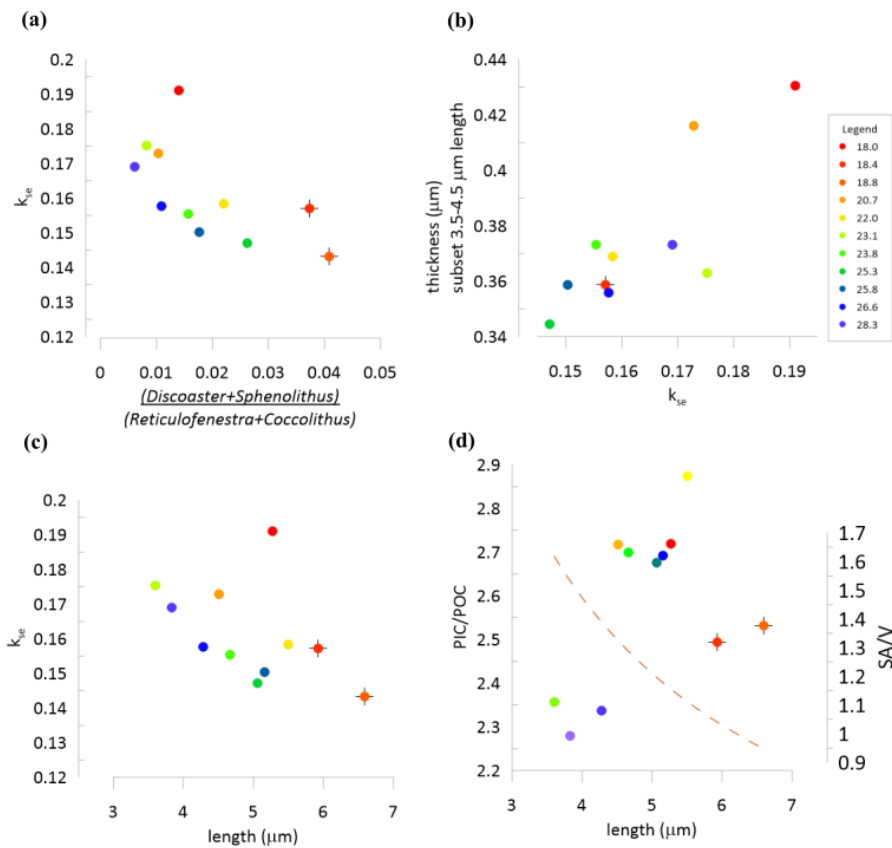 (a)
0.2
0.19
0.18
0.17
0.16
0.15
0.14
0.13
0.12
kse
0 0.01 0.02 0.03 0.04 0.05
(Discoaster+Sphenolithus)
(Reticulofenestra+Coccolithus)
(b)
0.44
0.42
0.4
0.38
0.36
0.34
thickness (µm)
subset 3.5-4.5 µm length
0.15 0.16 0.17 0.18 0.19
kse
Legend
18.0
18.4
18.8
20.7
22.0
23.1
23.8
25.3
25.8
26.6
28.3
(c)
0.2
0.19
0.18
0.17
0.16
0.15
0.14
0.13
0.12
kse
3 4 5 6 7
length (µm)
(d)
2.9
2.8
2.7
2.6
2.5
2.4
2.3
2.2
PIC/POC
3 4 5 6 7
length (µm)
1.7
1.6
1.5
1.4
1.3
1.2
1.1
1
0.9
SA/V